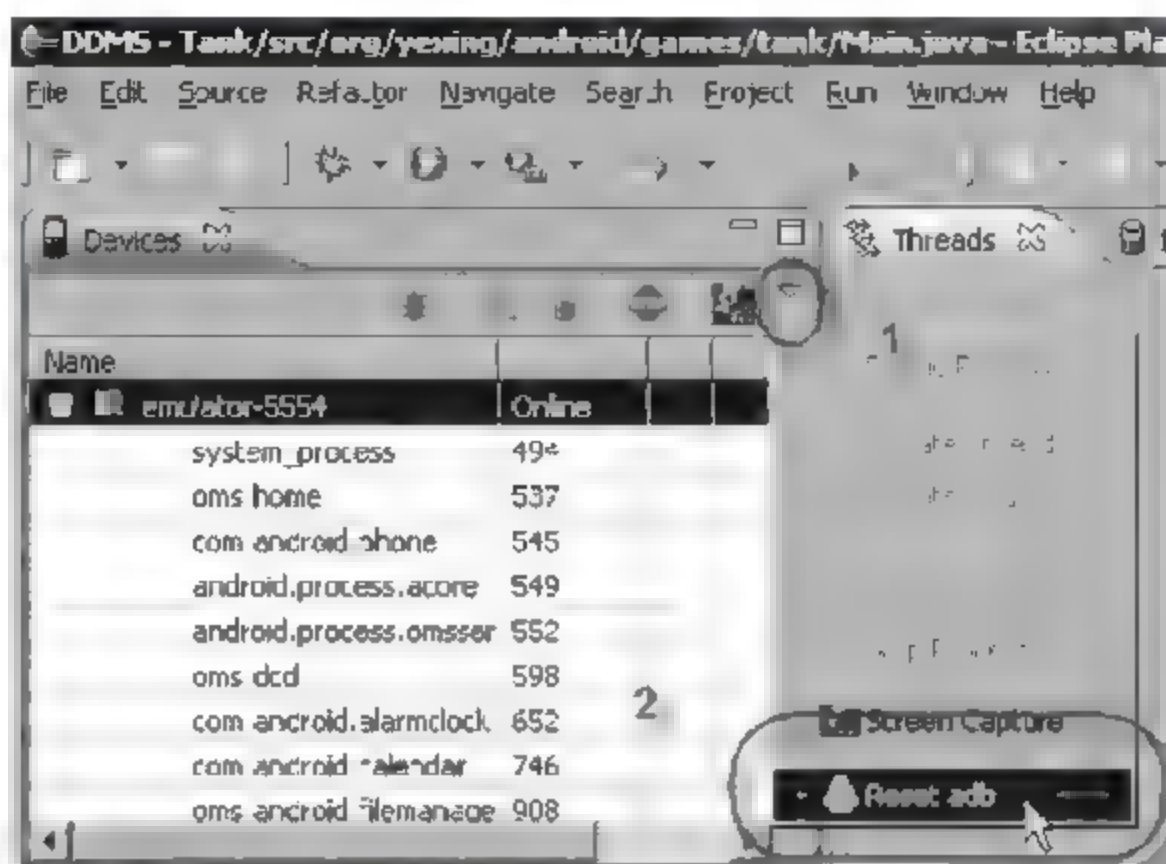 DDMS - Tank/src/org/yexing/android/games/tank/Main.java - Eclipse Pla
File Edit Source Refactor Navigate Search Project Run Window Help
Devices Threads
1
Name
emulator-5554 Online
system_process 494
oms home 537
com android phone 545
android.process.acore 549
android.process.omsser 552
oms dcd 598
2
com android.alarmclock 652
Screen Capture
com android calendar 746
Reset adb
oms android filemanage 908